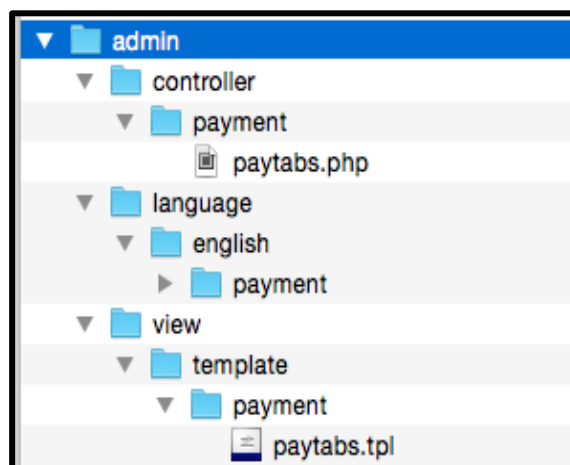 admin
controller
payment
paytabs.php
language
english
payment
view
template
payment
paytabs.tpl